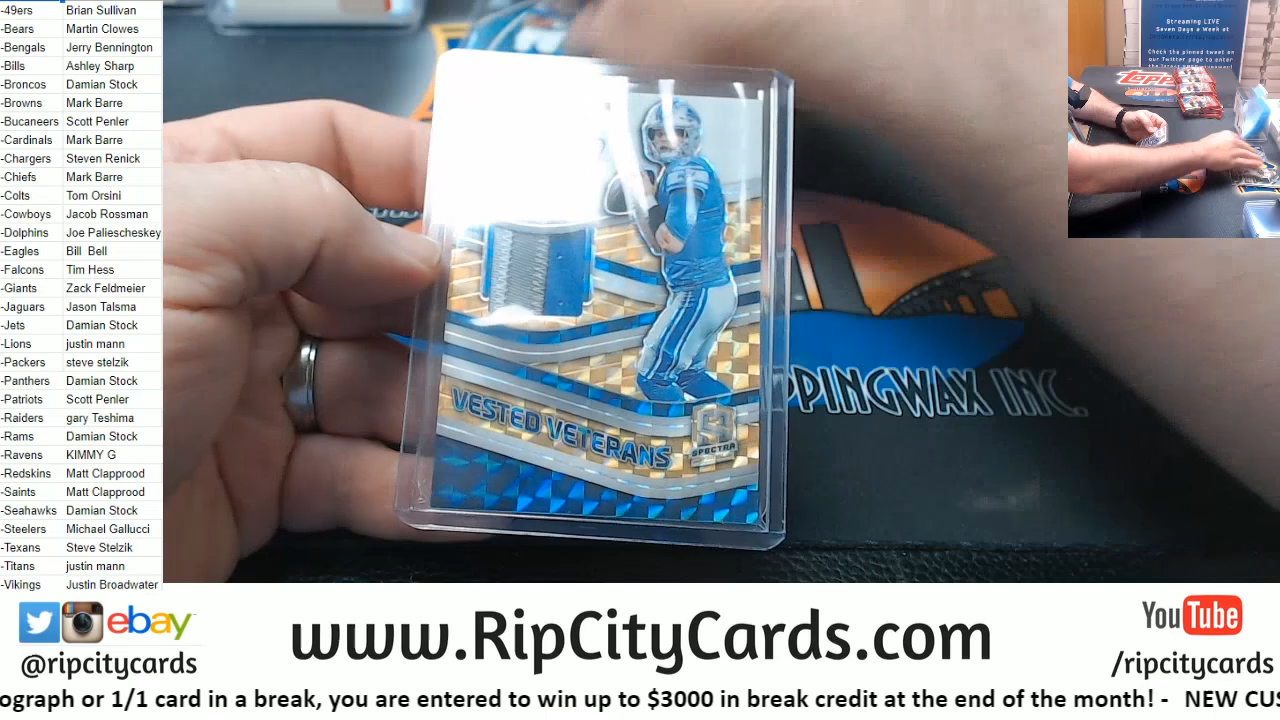 -49ers Brian Sullivan
-Bears Martin Clowes
-Bengals Jerry Bennington
-Bills Ashley Sharp
-Broncos Damian Stock
-Browns Mark Barre
-Bucaneers Scott Penler
-Cardinals Mark Barre
-Chargers Steven Renick
-Chiefs Mark Barre
-Colts Tom Orsini
-Cowboys Jacob Rossman
-Dolphins Joe Paliescheskey
-Eagles Bill Bell
-Falcons Tim Hess
-Giants Zack Feldmeier
-Jaguars Jason Talsma
-Jets Damian Stock
-Lions justin mann
-Packers steve stelzik
-Panthers Damian Stock
-Patriots Scott Penler
-Raiders gary Teshima
-Rams Damian Stock
-Ravens KIMMY G
-Redskins Matt Clapprood
-Saints Matt Clapprood
-Seahawks Damian Stock
-Steelers Michael Gallucci
-Texans Steve Stelzik
-Titans justin mann
-Vikings Justin Broadwater
VESTED VETERANS
SPECTRA
PPINGWAX INC.
Streaming LIVE
Seven Days a Week at
Check the pinned tweet on
our Twitter page to enter
Topps
ebay
@ripcitycards
www.RipCityCards.com
YouTube
/ripcitycards
ograph or 1/1 card in a break, you are entered to win up to $3000 in break credit at the end of the month! - NEW CUS